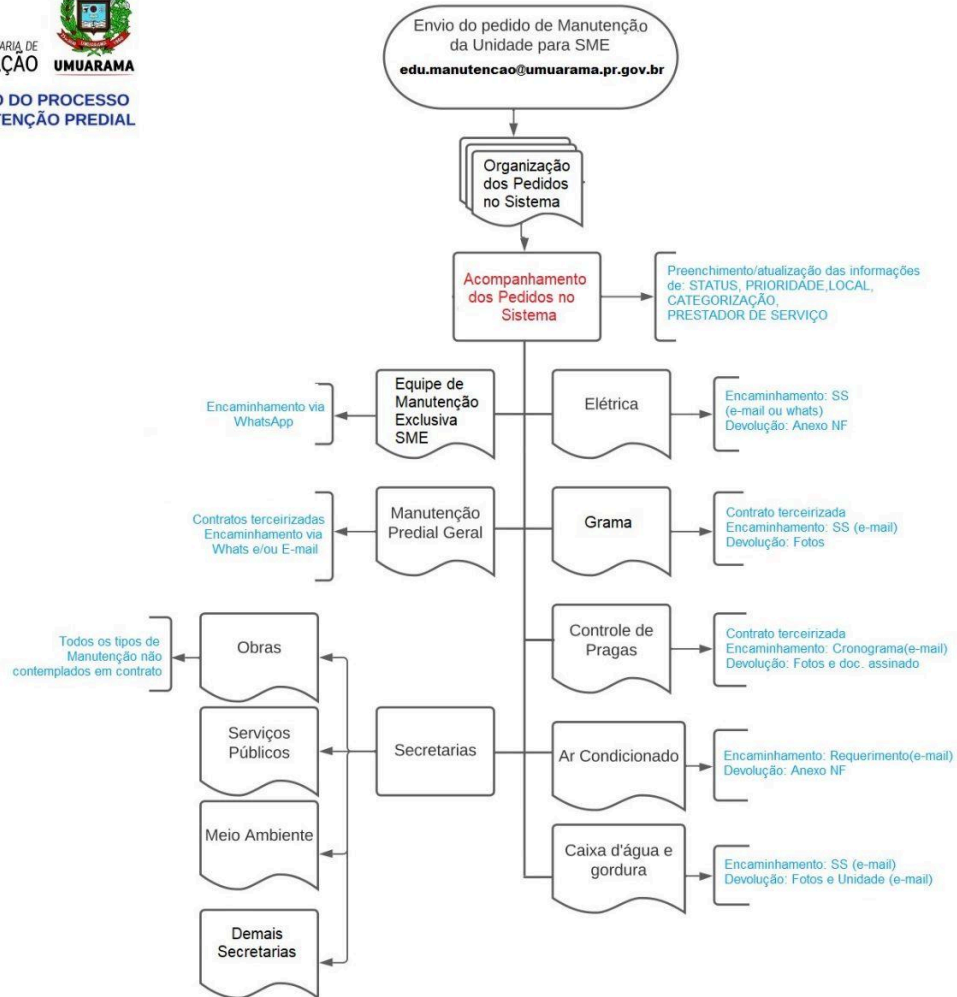 UMUARAMA
DO PROCESSO
PREDIAL
Envio do pedido de Manutenção
da Unidade para SME
edu.manutencao@umuarama.pr.gov.br
Organização
dos Pedidos
no Sistema
Acompanhamento
dos Pedidos no
Sistema
Preenchimento/atualização das informações
de: STATUS, PRIORIDADE,LOCAL,
CATEGORIZAÇÃO,
PRESTADOR DE SERVIÇO
Encaminhamento via
WhatsApp
Equipe de
Manutenção
Exclusiva
SME
Elétrica
Encaminhamento: SS
(e-mail ou whats)
Devolução: Anexo NF
Contratos terceirizadas
Encaminhamento via
Whats e/ou E-mail
Manutenção
Predial Geral
Grama
Contrato terceirizada
Encaminhamento: SS (e-mail)
Devolução: Fotos
Todos os tipos de
Manutenção não
contemplados em contrato
Obras
Controle de
Pragas
Contrato terceirizada
Encaminhamento: Cronograma(e-mail)
Devolução: Fotos e doc. assinado
Serviços
Públicos
Secretarias
Ar Condicionado
Encaminhamento: Requerimento(e-mail)
Devolução: Anexo NF
Meio Ambiente
Caixa d'água e
gordura
Encaminhamento: SS (e-mail)
Devolução: Fotos e Unidade (e-mail)
Demais
Secretarias